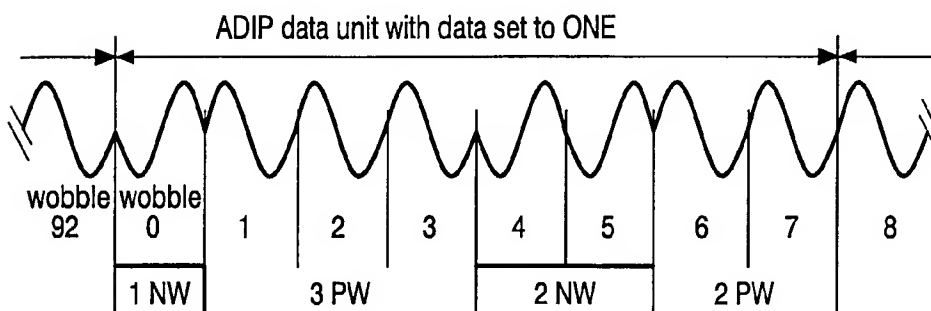 ADIP data unit with data set to ONE
wobble wobble
92 0 1 2 3 4 5 6 7 8
1 NW 3 PW 2 NW 2 PW